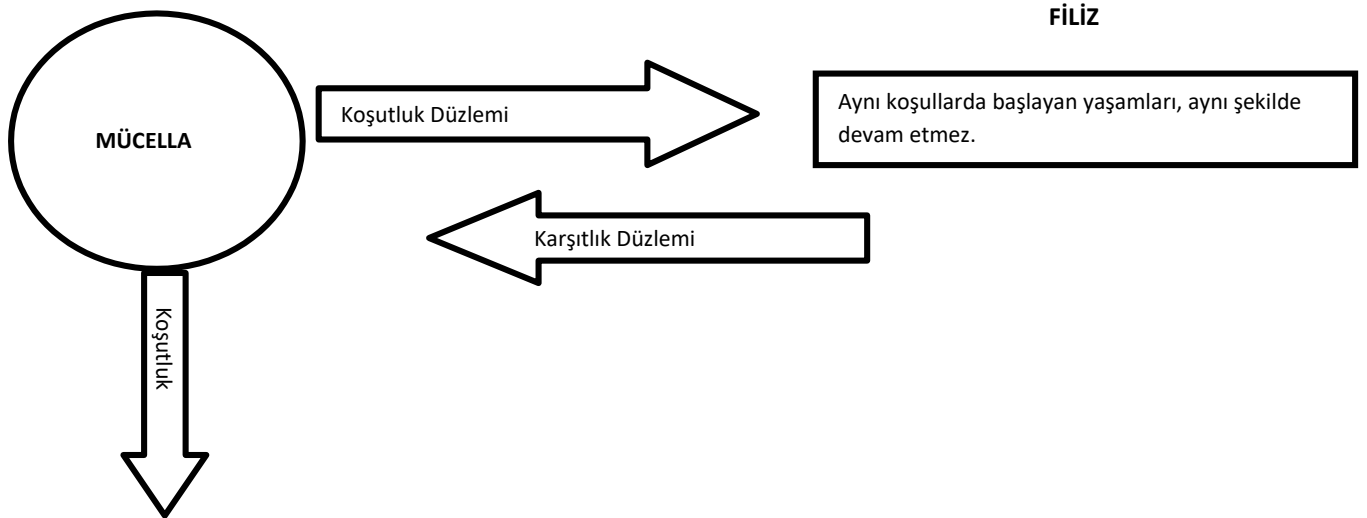 FİLİZ
MÜCELLA
Koşutluk Düzlemi
Aynı koşullarda başlayan yaşamları, aynı şekilde
devam etmez.
Karşıtlık Düzlemi
Koşutluk